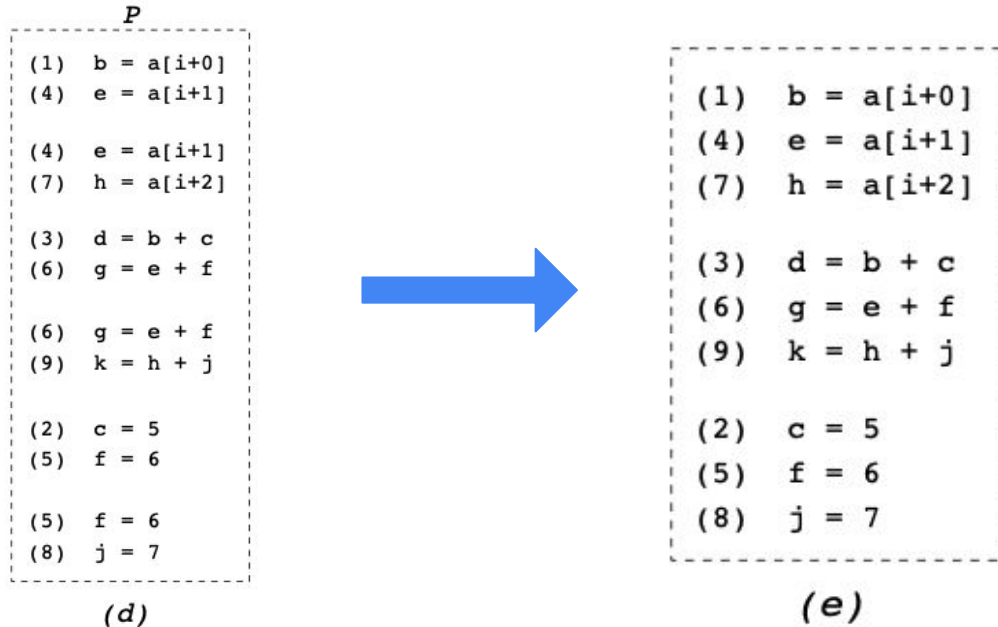 P
(1) b = a[i+0]
(4) e = a[i+1]
(4) e = a[i+1]
(7) h = a[i+2]
(3) d = b + c
(6) g = e + f
(6) g = e + f
(9) k = h + j
(2) c = 5
(5) f = 6
(5) f = 6
(8) j = 7
(d)
(1) b = a[i+0]
(4) e = a[i+1]
(7) h = a[i+2]
(3) d = b + c
(6) g = e + f
(9) k = h + j
(2) c = 5
(5) f = 6
(8) j = 7
(e)